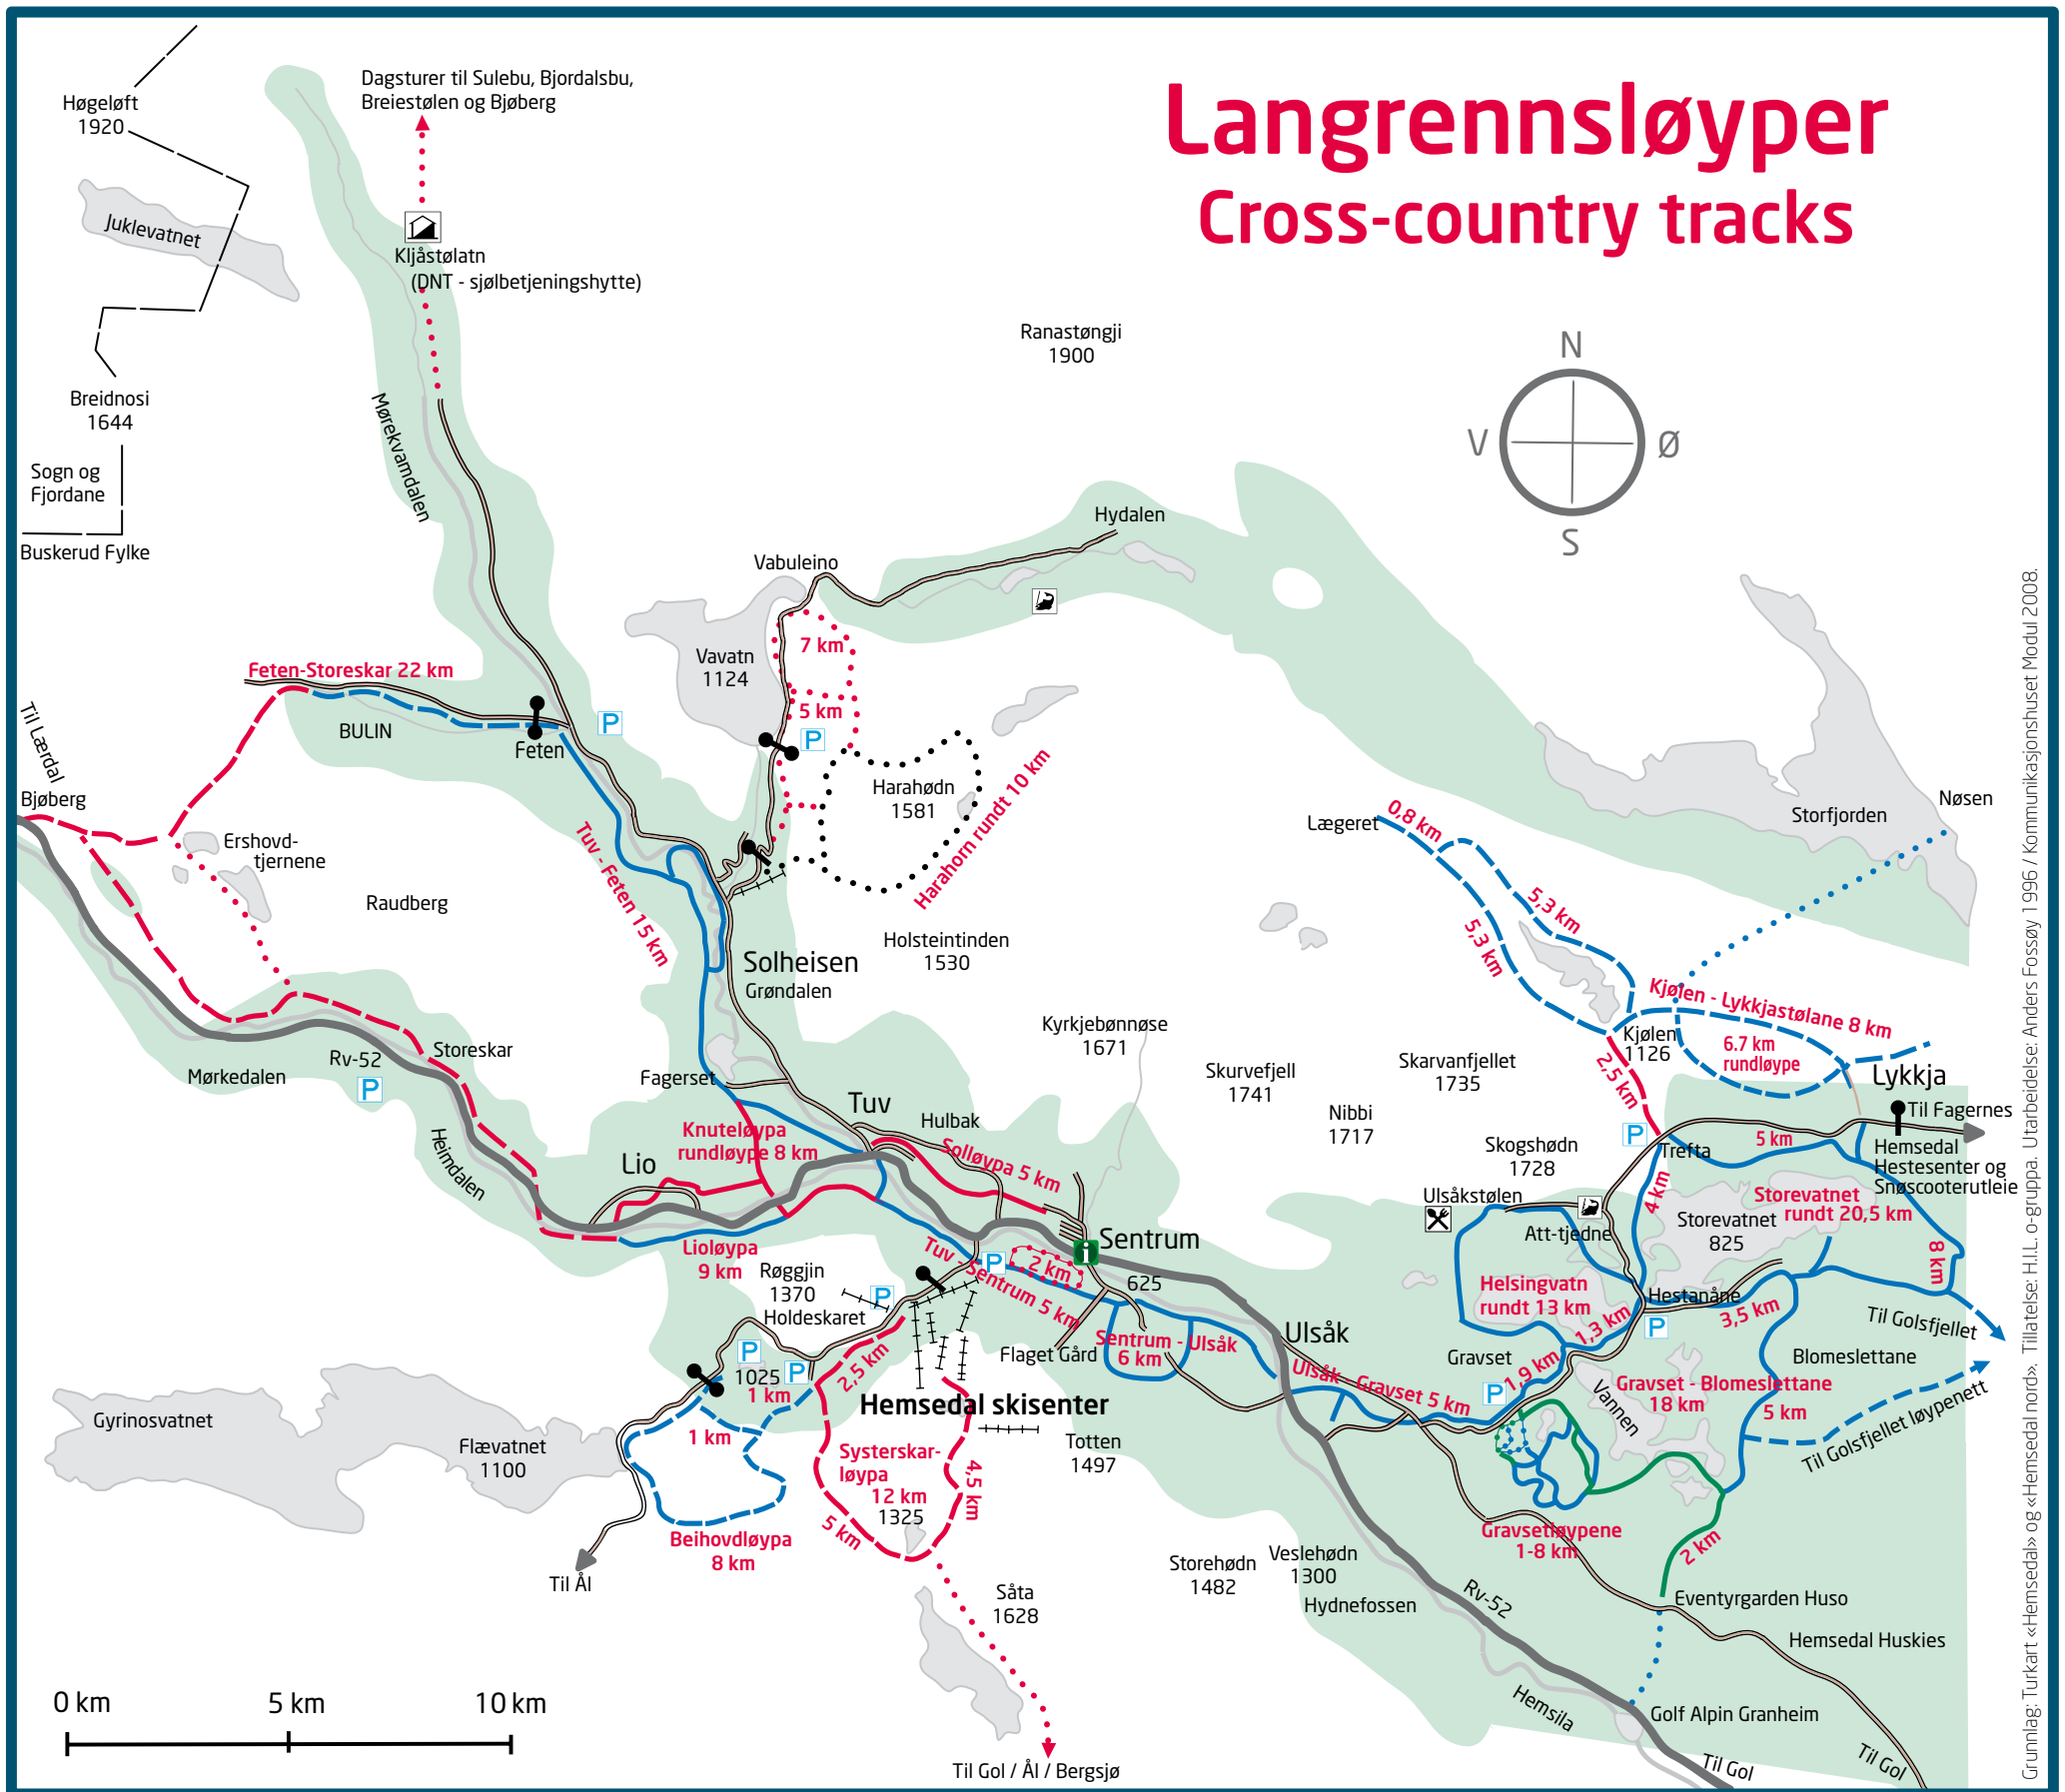 Langrennsløyper
Cross-country tracks
Høgeløft
1920
Dagsturer til Sulebu, Bjordalsbu,
Breiestølen og Bjøberg
Juklevatnet
Kljåstølatn
(DNT - sjølbetjeningshytte)
Ranastøngji
1900
N
V
Ø
S
Breidnosi
1644
Sogn og
Fjordane
Buskerud Fylke
Mørekvamdalen
Hydalen
Vabuleino
7 km
Vavatn
1124
5 km
P
Feten-Storeskar 22 km
BULIN
Feten
P
Til Lærdal
Bjøberg
Ershovd-
tjernene
Raudberg
Tuv - Feten 15 km
Harahødn
1581
Harahorn rundt 10 km
Holsteintinden
1530
Solheisen
Grøndalen
Lægeret
0,8 km
5,3 km
5,3 km
Storfjorden
Nøsen
Kjølen - Lykkjastølane 8 km
Kjølen
1126
6.7 km
rundløype
2,5 km
Lykkja
Til Fagernes
Hemsedal
Hestesenter og
Snøscooterutleie
Kyrkjebønnøse
1671
Skurvefjell
1741
Skarvanfjellet
1735
Nibbi
1717
Skogshødn
1728
P
Trefta
5 km
4 km
Storevatnet
rundt 20,5 km
Storevatnet
825
8 km
Ulsåkstølen
Att-tjedne
Helsingvatn
rundt 13 km
Hestanåne
P
1,3 km
3,5 km
Til Golsfjellet
Storeskar
Rv-52
P
Mørkedalen
Heimdalen
Fagerset
Tuv
Hulbak
Knuteløypa
rundløype 8 km
Lio
Solløypa 5 km
Lioløypa
9 km
Tuv - Sentrum 5 km
P
2 km
i
Sentrum
625
Røggjin
1370
P
Holdeskaret
P
1025
P
1 km
1 km
2,5 km
Flaget Gård
Sentrum - Ulsåk
6 km
Ulsåk
Ulsåk - Gravset 5 km
Gravset
P
1,9 km
Vannen
Gravset - Blomeslettane
18 km
Blomeslettane
5 km
Til Golsfjellet løypenett
Hemsedal skisenter
Gyrinosvatnet
Flævatnet
1100
Systerskar-
løypa
12 km
1325
4,5 km
5 km
Totten
1497
Beihovdløypa
8 km
Til Ål
Gravsetløypene
1-8 km
2 km
Storehødn
1482
Veslehødn
1300
Hydnefossen
Såta
1628
Rv-52
Eventyrgarden Huso
Hemsedal Huskies
Hemsila
Golf Alpin Granheim
Til Gol
Til Gol
Til Gol / Ål / Bergsjø
0 km
5 km
10 km
Grunnlag: Turkart «Hemsedal» og «Hemsedal nord». Tillatelse: H.I.L. o-gruppa. Utarbeidelse: Anders Fossøy 1996 / Kommunikasjonshuset Modul 2008.